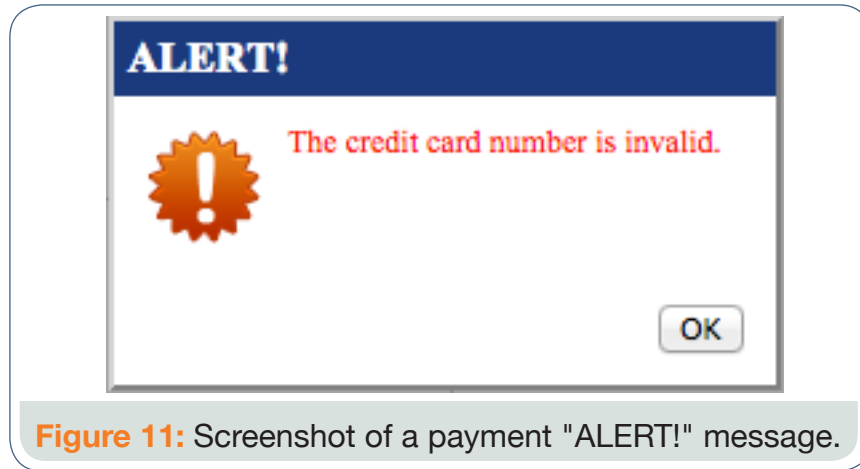 ALERT!
The credit card number is invalid.
OK
Figure 11: Screenshot of a payment "ALERT!" message.